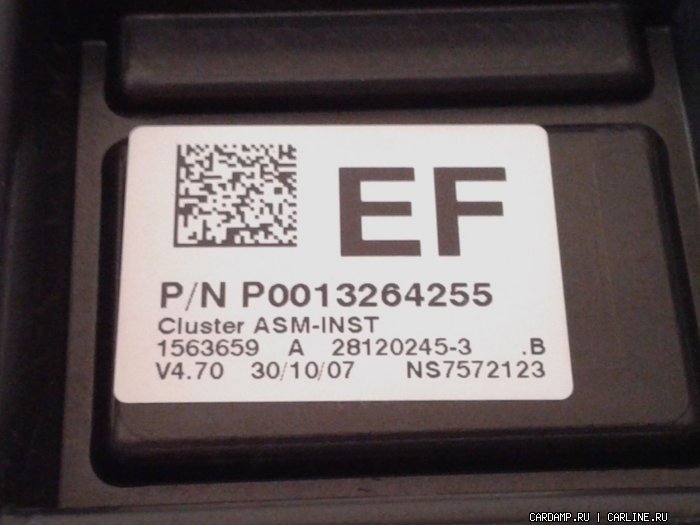 EF
P/N P0013264255
Cluster ASM-INST
1563659 A 28120245-3 .B
V4.70 30/10/07 NS7572123
CARDAMP.RU | CARLINE.RU